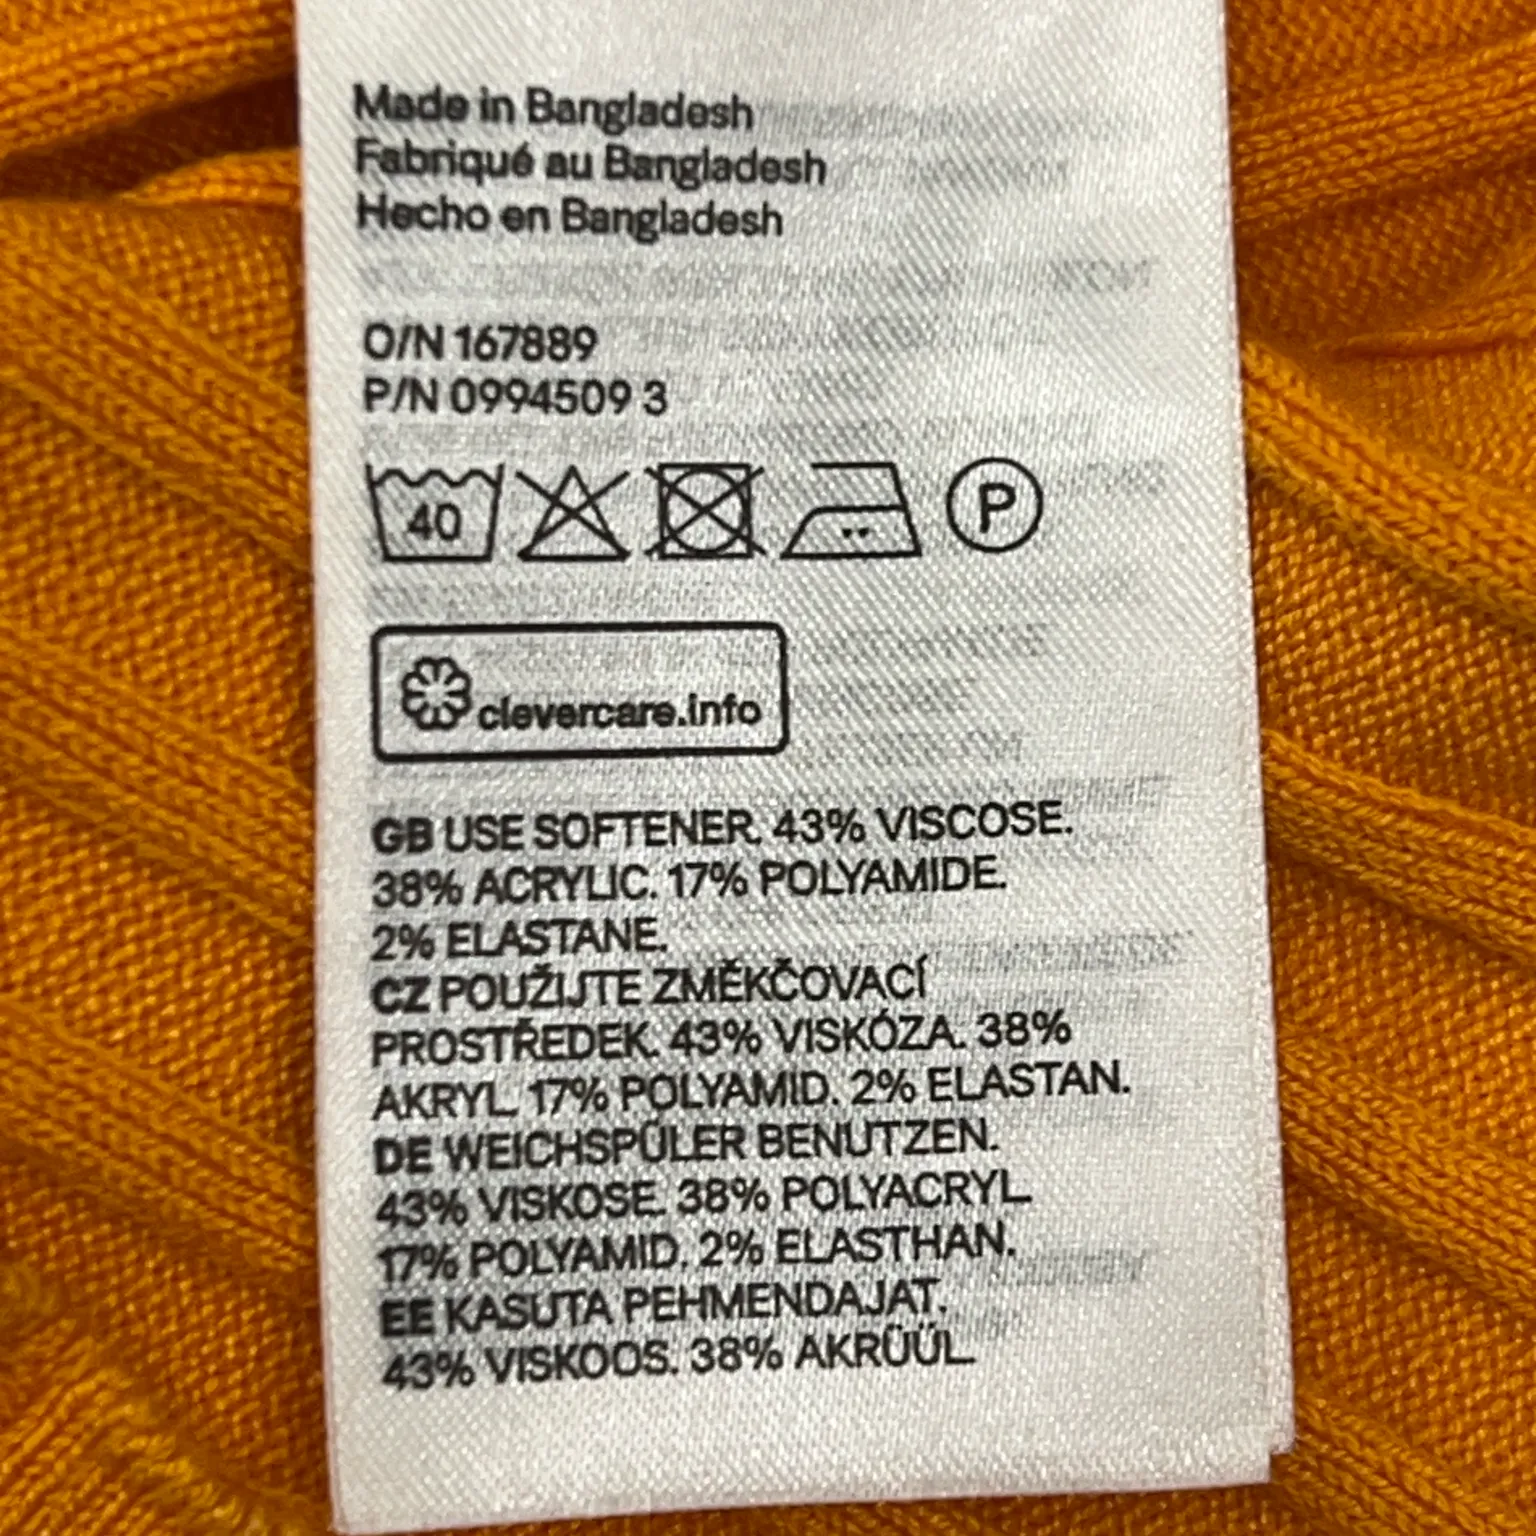 Made in Bangladesh
Fabriqué au Bangladesh
Hecho en Bangladesh
O/N 167889
P/N 0994509 3
40 P
clevercare.info
GB USE SOFTENER. 43% VISCOSE.
38% ACRYLIC. 17% POLYAMIDE.
2% ELASTANE.
CZ POUŽIJTE ZMĚKČOVACÍ
PROSTŘEDEK. 43% VISKÓZA. 38%
AKRYL. 17% POLYAMID. 2% ELASTAN.
DE WEICHSPÜLER BENUTZEN.
43% VISKOSE. 38% POLYACRYL.
17% POLYAMID. 2% ELASTHAN.
EE KASUTA PEHMENDAJAT.
43% VISKOOS. 38% AKRÜÜL.